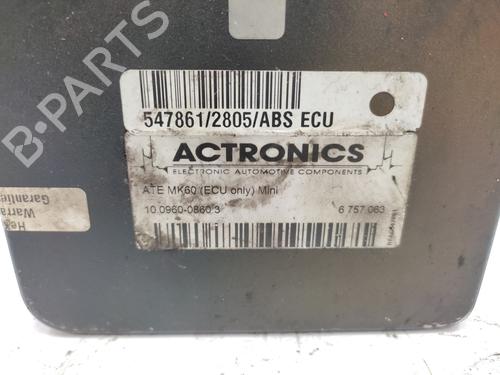 547861/2805/ABS ECU
ACTRONICS
ELECTRONIC AUTOMOTIVE COMPONENTS
ATE MK60 (ECU only) Mini
10.0960-0860.3 6 757 063
Warra
Garantie
B-PARTS